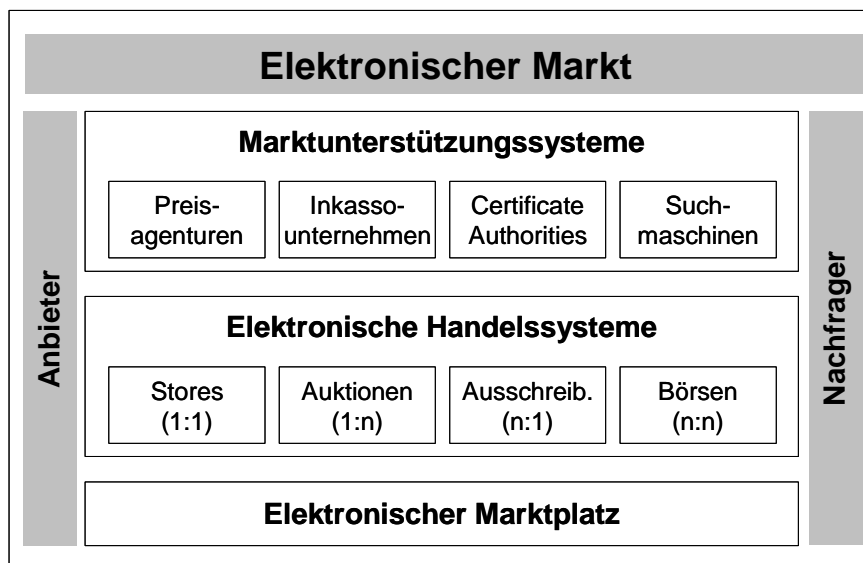 Elektronischer Markt
Anbieter
Marktunterstützungssysteme
Preis-
agenturen
Inkasso-
unternehmen
Certificate
Authorities
Such-
maschinen
Elektronische Handelssysteme
Stores
(1:1)
Auktionen
(1:n)
Ausschreib.
(n:1)
Börsen
(n:n)
Elektronischer Marktplatz
Nachfrager